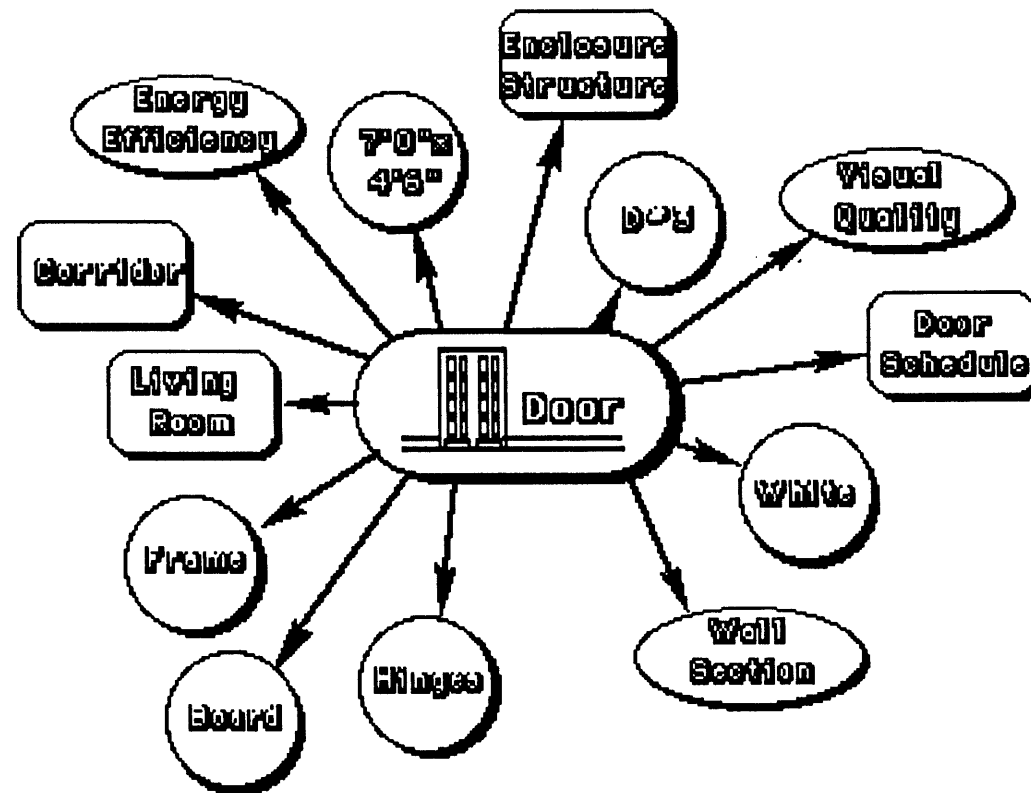 Enclosure
Structure
Energy
Efficiency
7'0"x
4'6"
Visual
Quality
Corridor
Door
Schedule
Living
Room
Door
White
Frame
Wall
Section
Hinges
Board